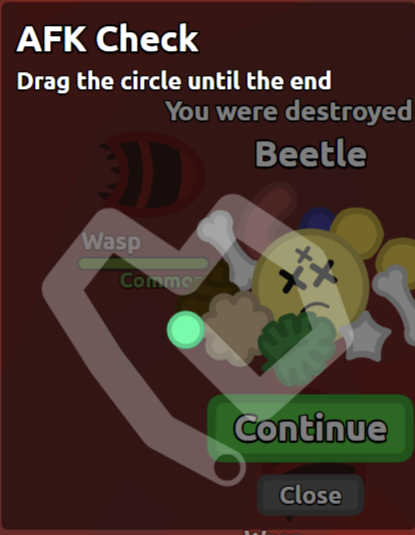 AFK Check
Drag the circle until the end
You were destroyed
Beetle
Wasp
Common
Continue
Close